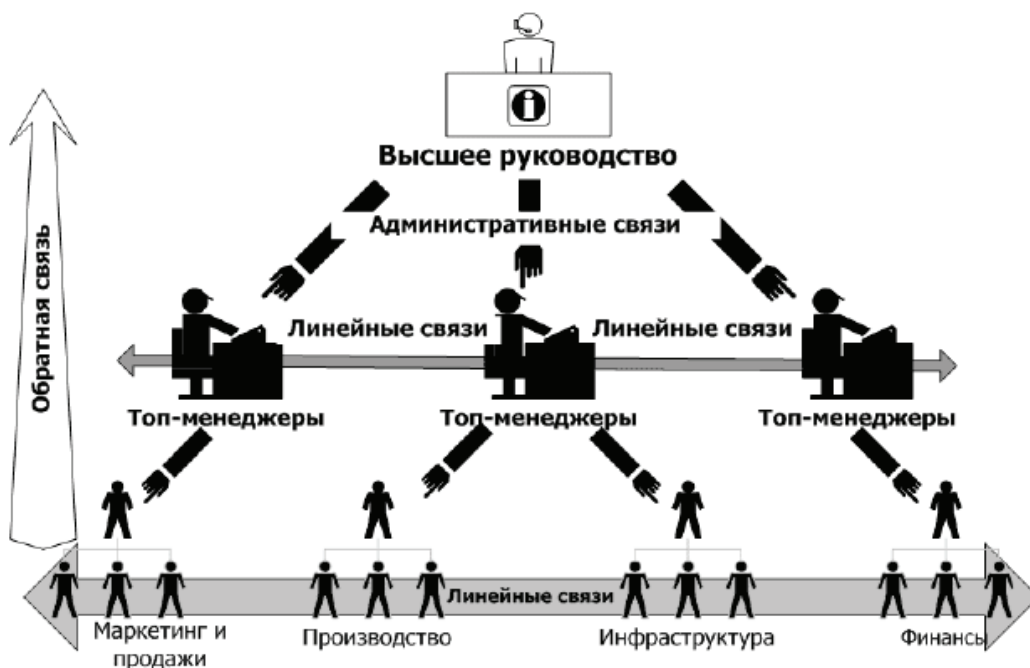 Высшее руководство
Административные связи
Обратная связь
Линейные связи
Линейные связи
Топ-менеджеры
Топ-менеджеры
Топ-менеджеры
Линейные связи
Маркетинг и
продажи
Производство
Инфраструктура
Финансы